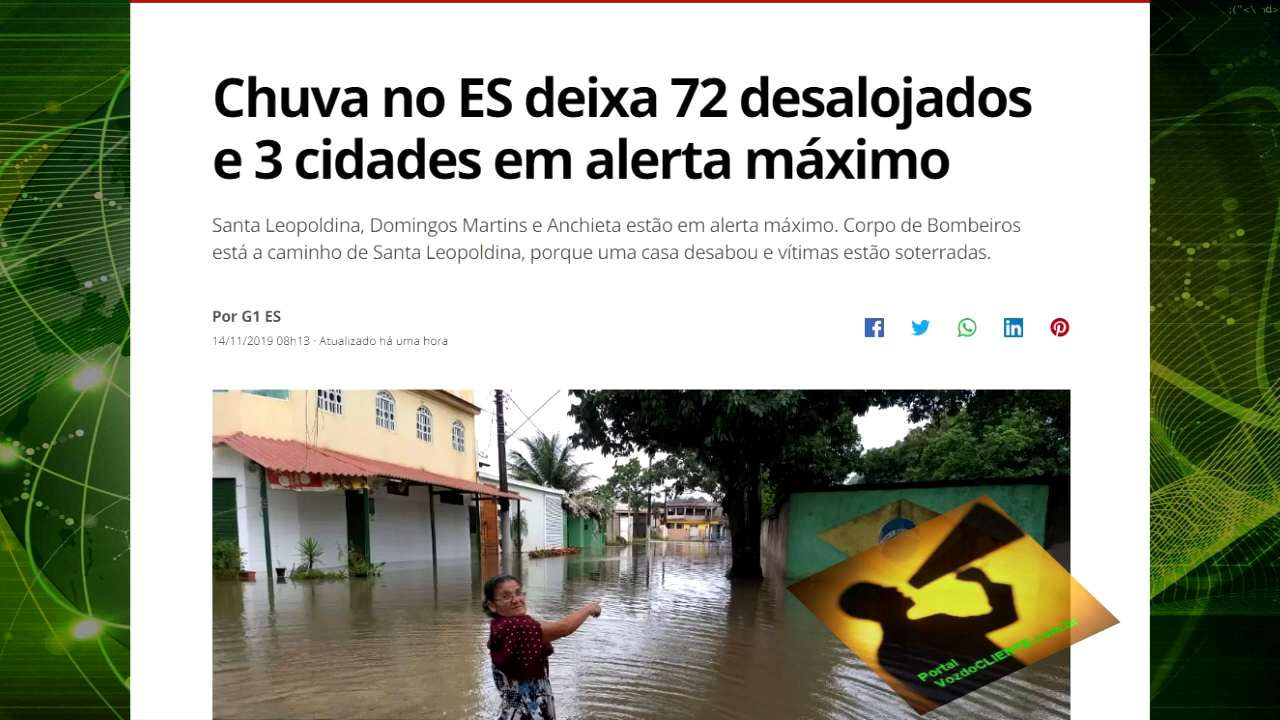 Chuva no ES deixa 72 desalojados
e 3 cidades em alerta máximo
Santa Leopoldina, Domingos Martins e Anchieta estão em alerta máximo. Corpo de Bombeiros
está a caminho de Santa Leopoldina, porque uma casa desabou e vítimas estão soterradas.
Por G1 ES
14/11/2019 08h13 · Atualizado há uma hora
Portal
VozdoCLIENTE.com.br